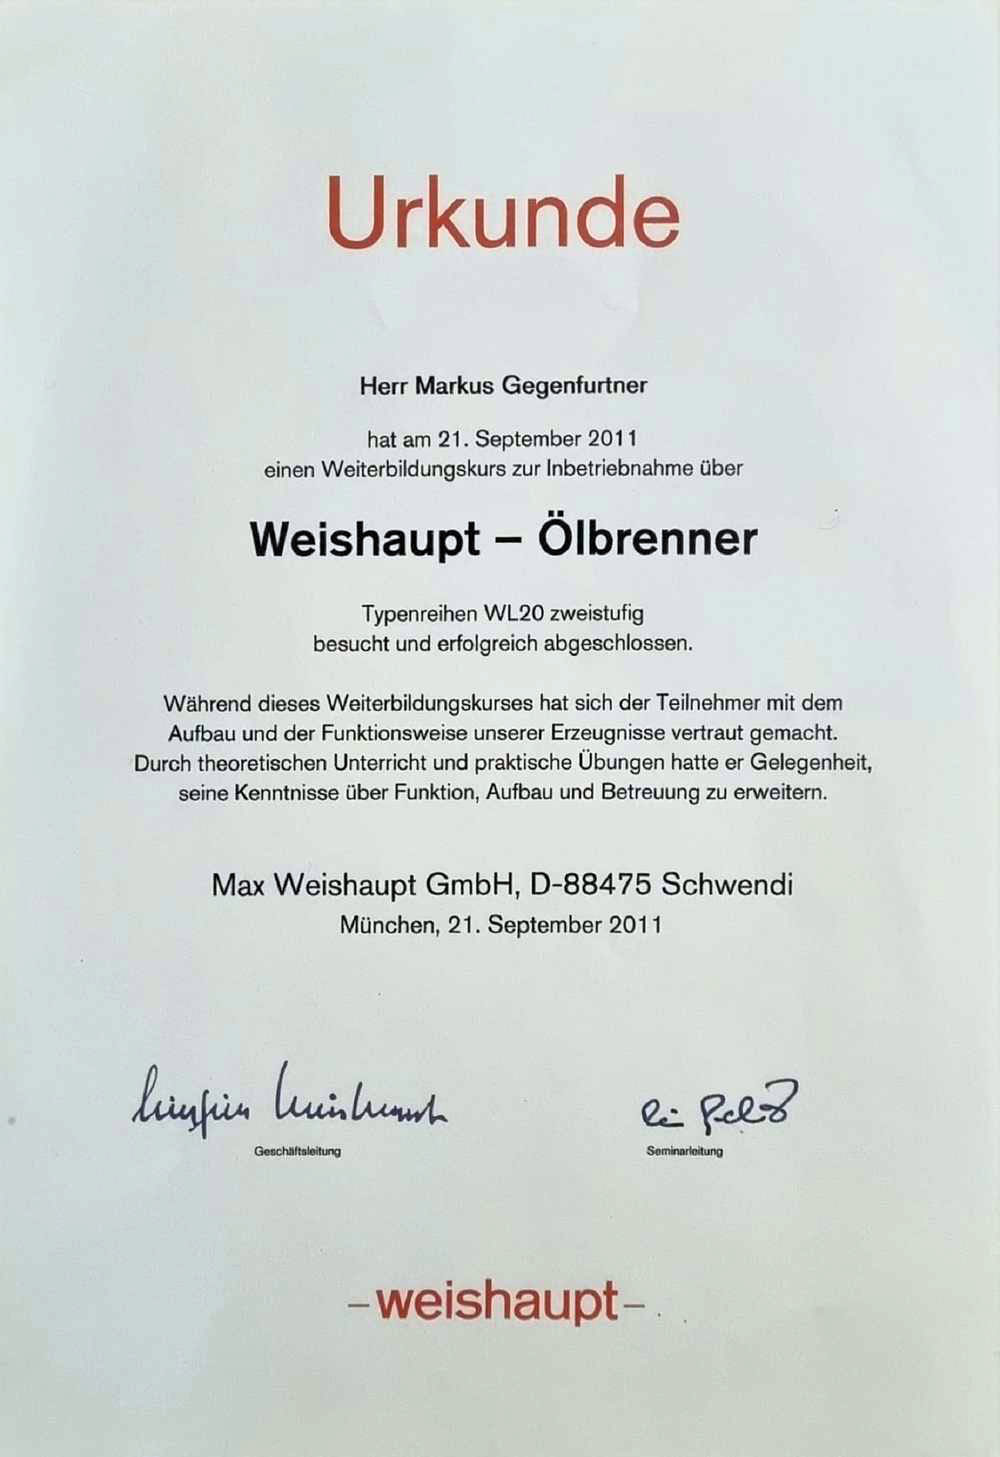 Urkunde
Herr Markus Gegenfurtner
hat am 21. September 2011
einen Weiterbildungskurs zur Inbetriebnahme über
Weishaupt – Ölbrenner
Typenreihen WL20 zweistufig
besucht und erfolgreich abgeschlossen.
Während dieses Weiterbildungskurses hat sich der Teilnehmer mit dem
Aufbau und der Funktionsweise unserer Erzeugnisse vertraut gemacht.
Durch theoretischen Unterricht und praktische Übungen hatte er Gelegenheit,
seine Kenntnisse über Funktion, Aufbau und Betreuung zu erweitern.
Max Weishaupt GmbH, D-88475 Schwendi
München, 21. September 2011
Geschäftsleitung
Seminarleitung
–weishaupt–